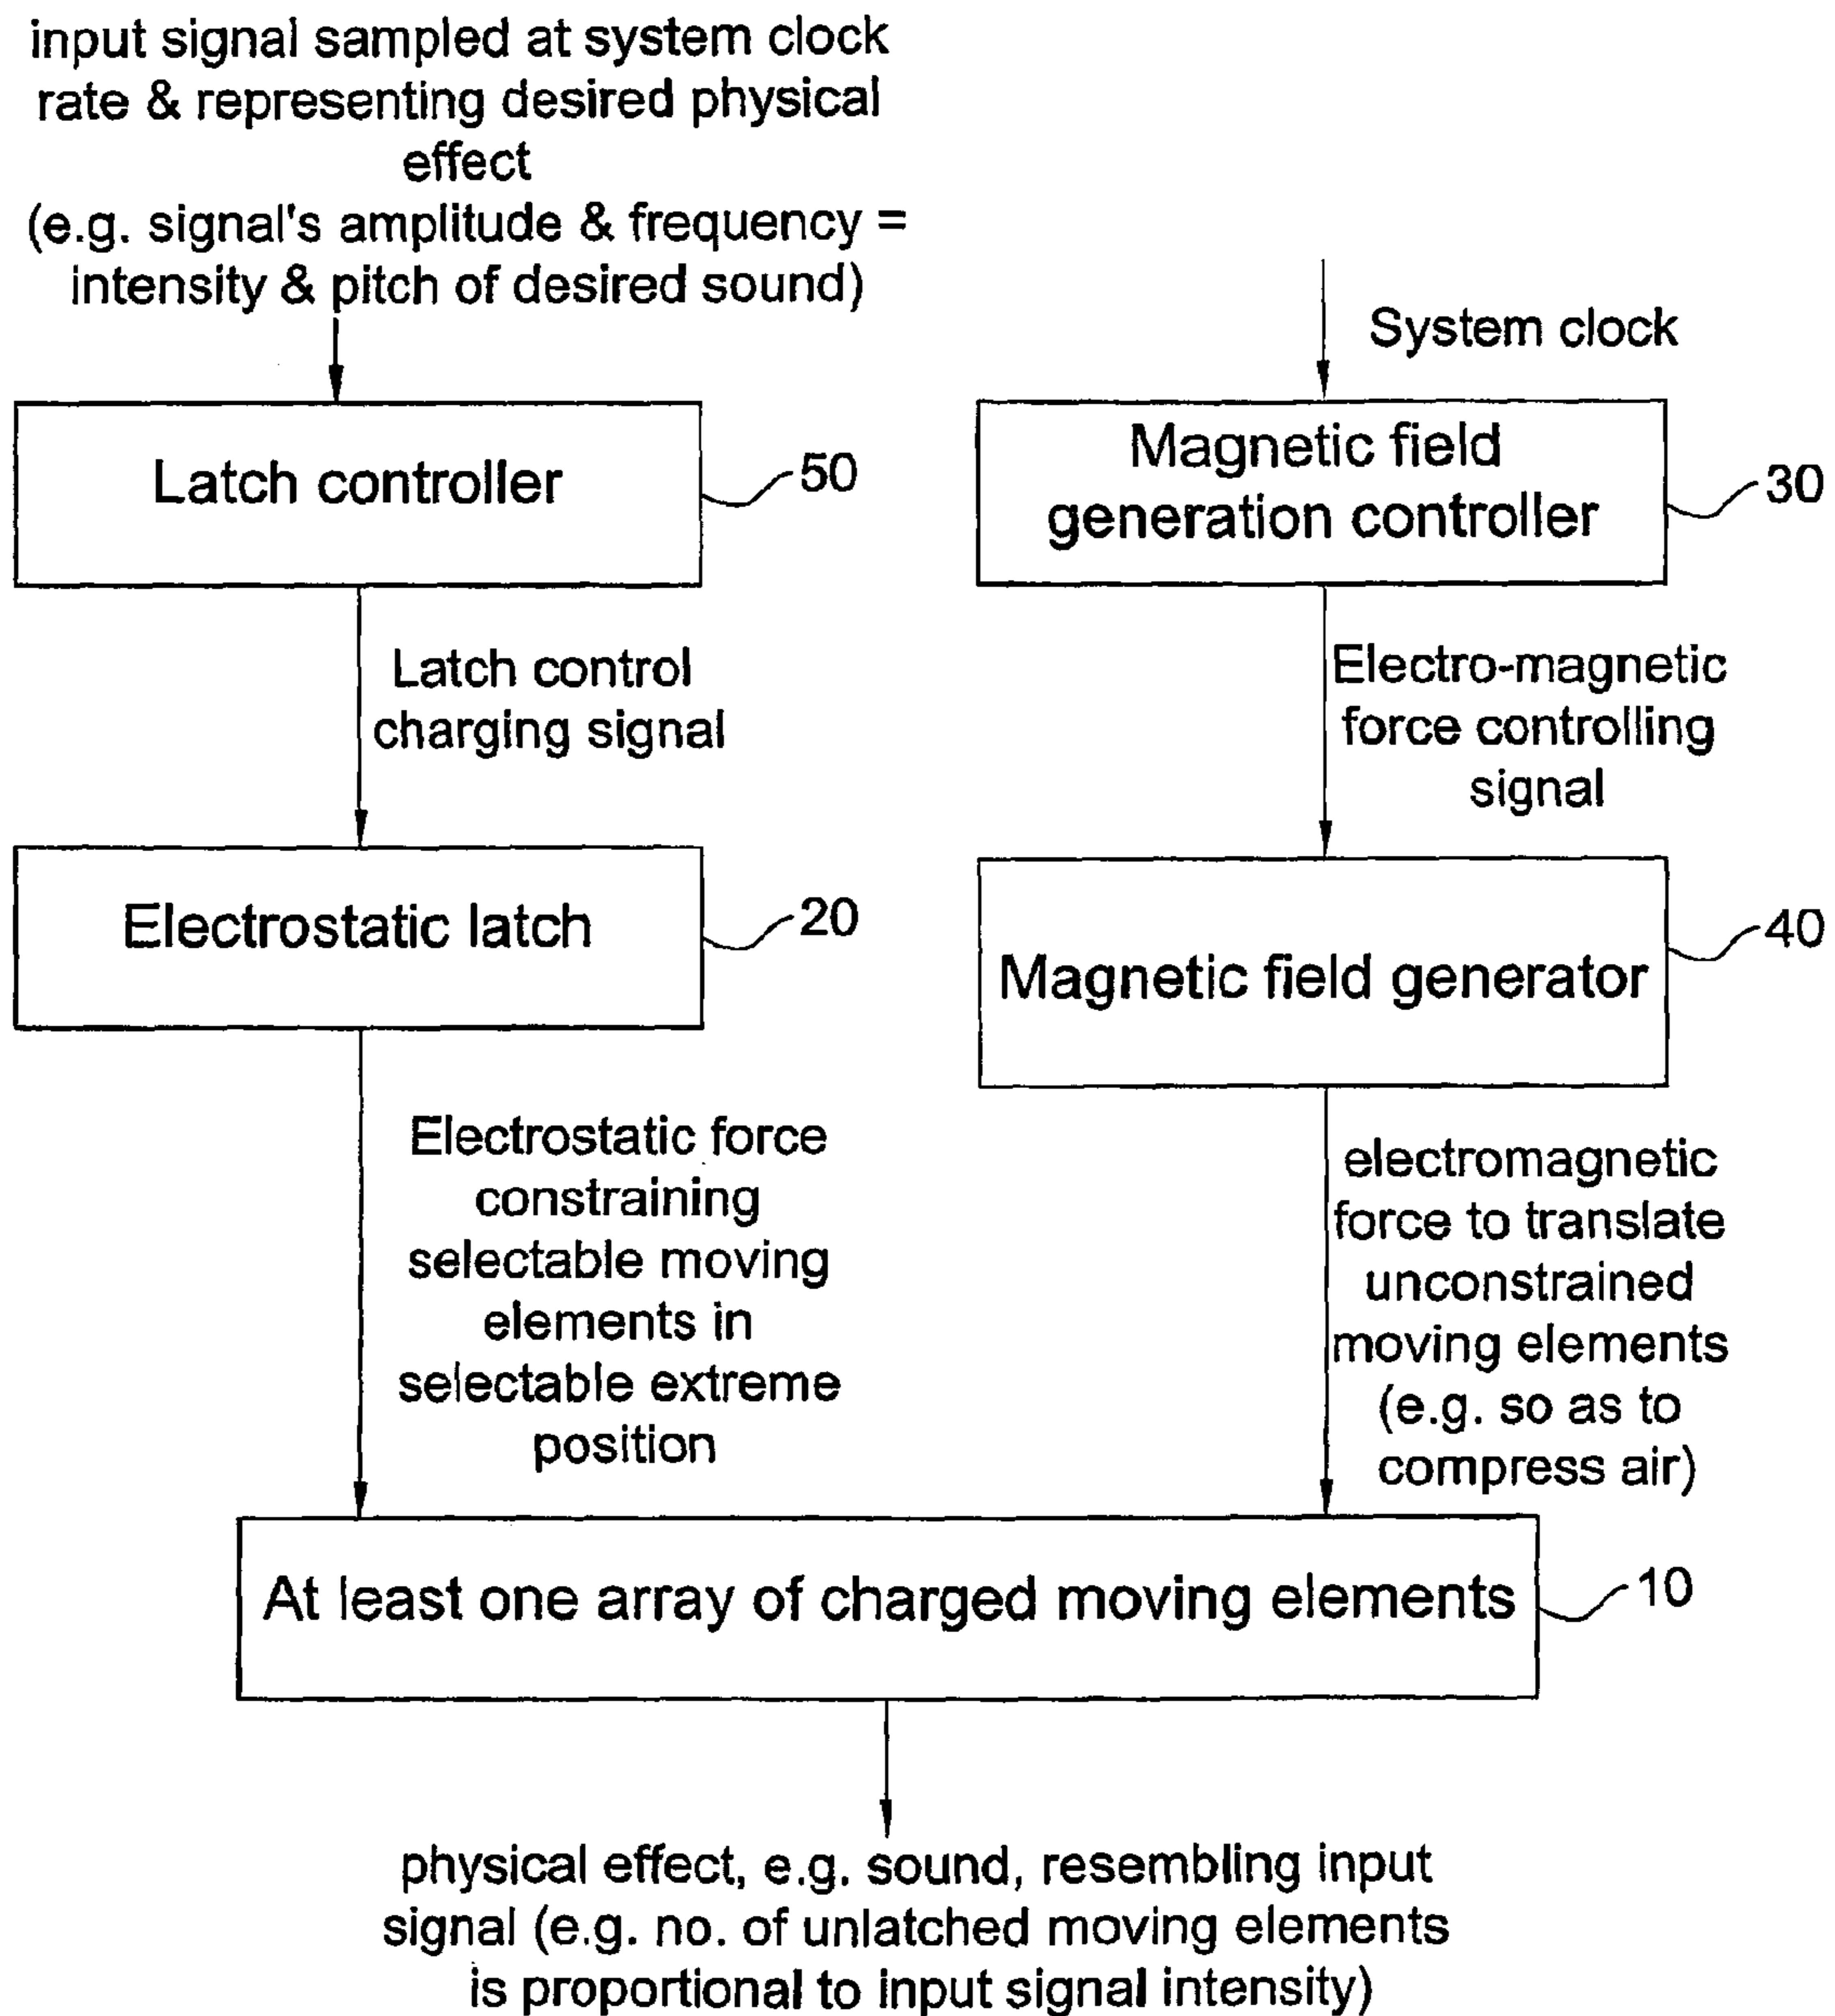 input signal sampled at system clock
rate & representing desired physical
effect
(e.g. signal's amplitude & frequency =
intensity & pitch of desired sound)
System clock
Latch controller
50
Magnetic field
generation controller
30
Latch control
charging signal
Electro-magnetic
force controlling
signal
Electrostatic latch
20
Magnetic field generator
40
Electrostatic force
constraining
selectable moving
elements in
selectable extreme
position
electromagnetic
force to translate
unconstrained
moving elements
(e.g. so as to
compress air)
At least one array of charged moving elements
10
physical effect, e.g. sound, resembling input
signal (e.g. no. of unlatched moving elements
is proportional to input signal intensity)